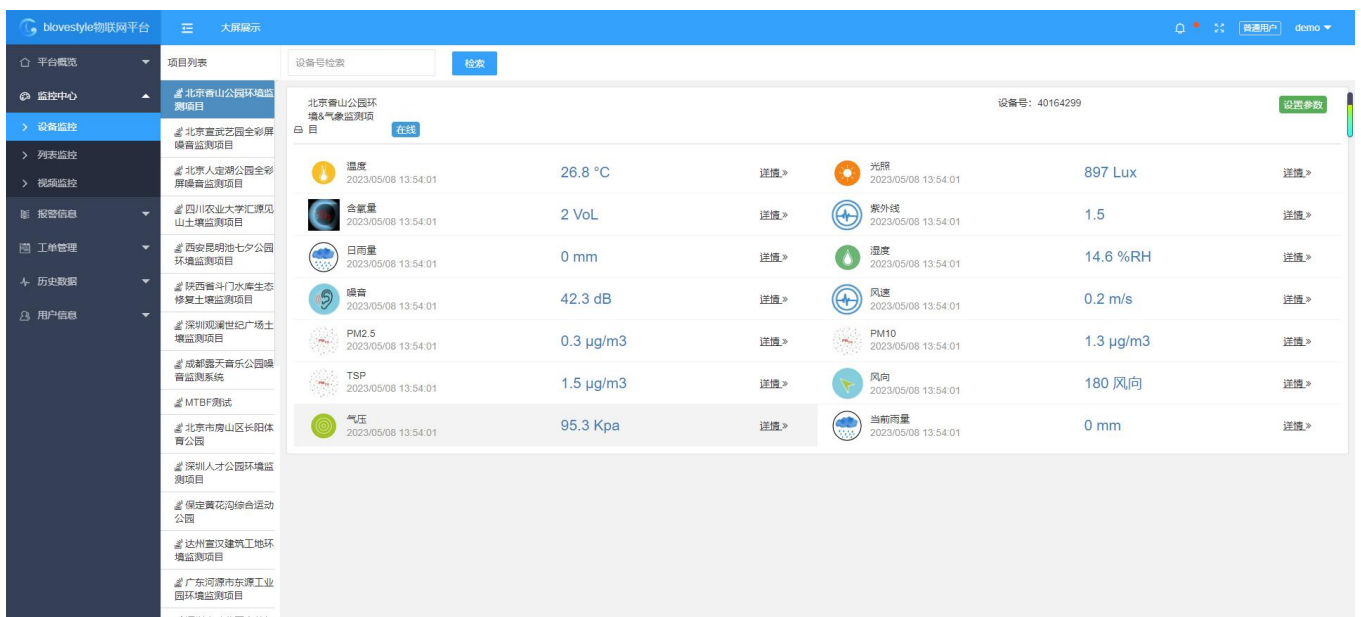 blovestyle物联网平台
大屏展示
普通用户
demo
平台概览
监控中心
设备监控
列表监控
视频监控
报警信息
工单管理
历史数据
用户信息
项目列表
北京香山公园环境监
测项目
北京宣武艺园全彩屏
噪音监测项目
北京人定湖公园全彩
屏噪音监测项目
四川农业大学汇源见
山土壤监测项目
西安昆明池七夕公园
环境监测项目
陕西省斗门水库生态
修复土壤监测项目
深圳观澜世纪广场土
壤监测项目
成都露天音乐公园噪
音监测系统
MTBF测试
北京市房山区长阳体
育公园
深圳人才公园环境监
测项目
保定黄花沟综合运动
公园
达州宣汉建筑工地环
境监测项目
广东河源市东源工业
园环境监测项目
设备号检索
检索
北京香山公园环
境&气象监测项
目
在线
设备号：40164299
设置参数
温度
2023/05/08 13:54:01
26.8 °C
详情»
光照
2023/05/08 13:54:01
897 Lux
详情»
含氧量
2023/05/08 13:54:01
2 VoL
详情»
紫外线
2023/05/08 13:54:01
1.5
详情»
日雨量
2023/05/08 13:54:01
0 mm
详情»
湿度
2023/05/08 13:54:01
14.6 %RH
详情»
噪音
2023/05/08 13:54:01
42.3 dB
详情»
风速
2023/05/08 13:54:01
0.2 m/s
详情»
PM2.5
2023/05/08 13:54:01
0.3 μg/m3
详情»
PM10
2023/05/08 13:54:01
1.3 μg/m3
详情»
TSP
2023/05/08 13:54:01
1.5 μg/m3
详情»
风向
2023/05/08 13:54:01
180 风向
详情»
气压
2023/05/08 13:54:01
95.3 Kpa
详情»
当前雨量
2023/05/08 13:54:01
0 mm
详情»